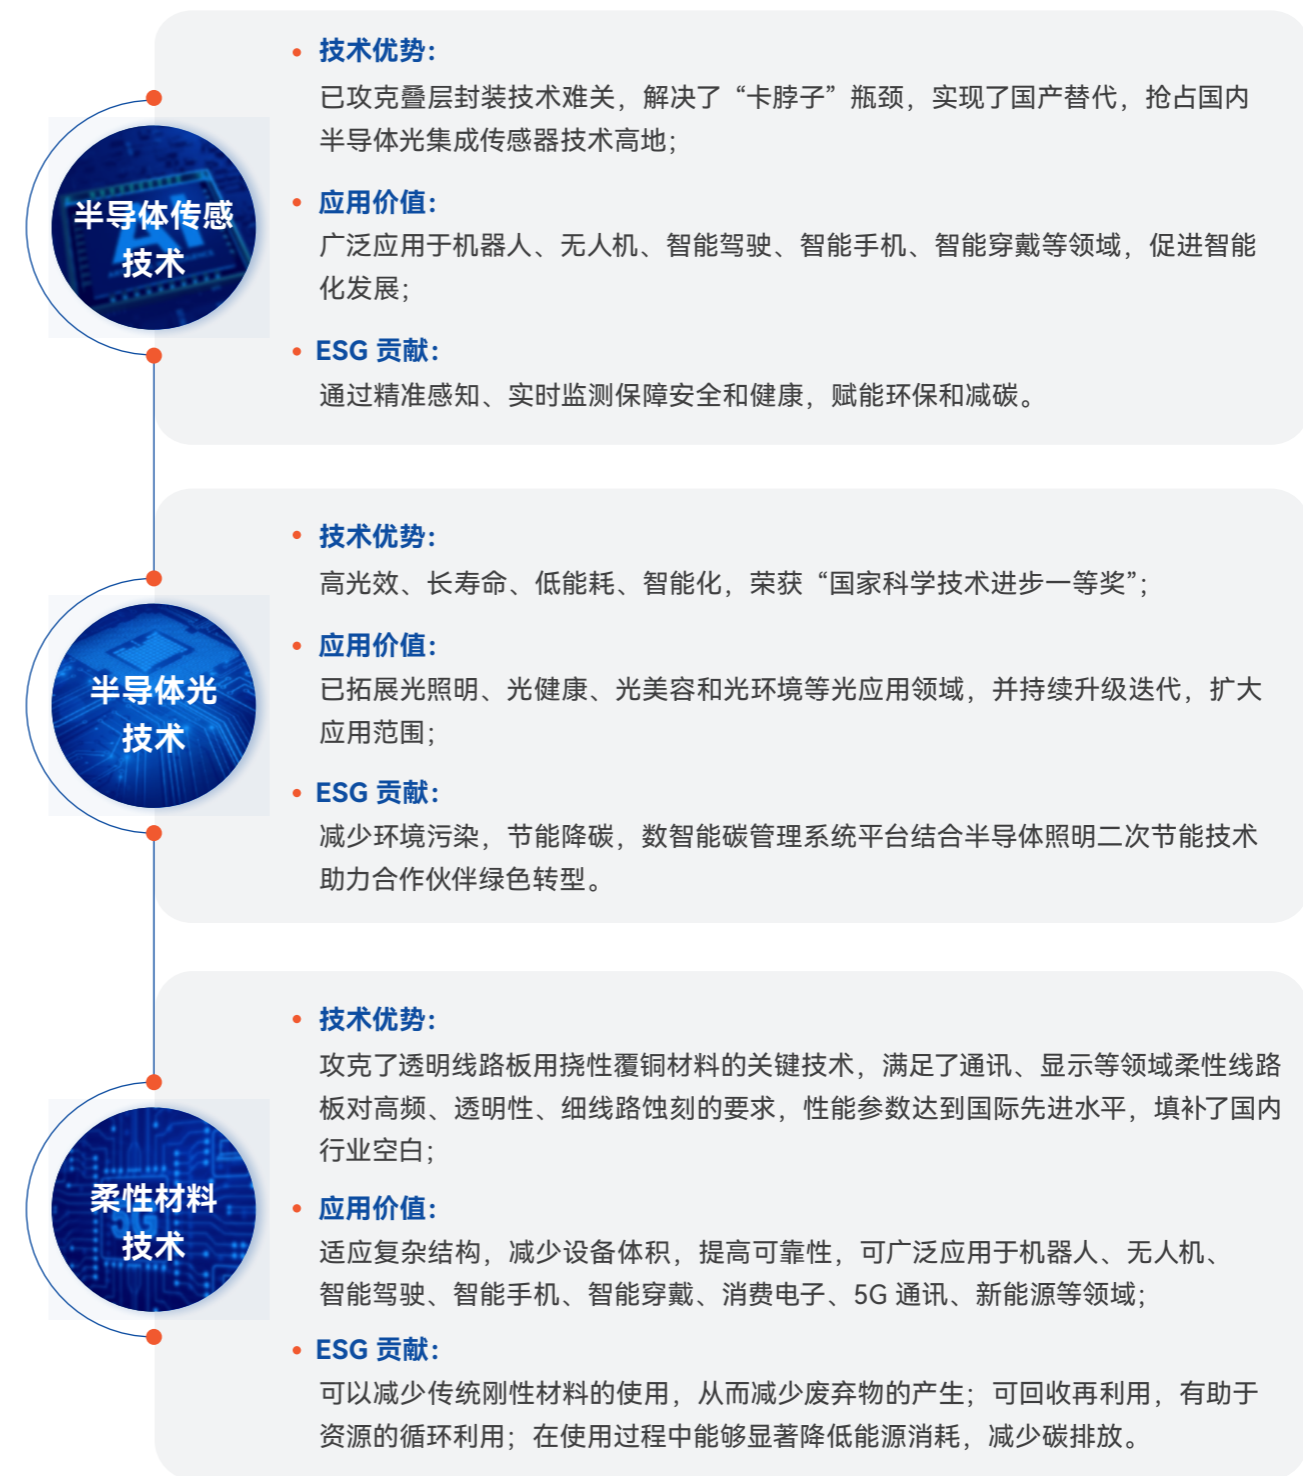 半导体传感
技术
技术优势：
已攻克叠层封装技术难关，解决了“卡脖子”瓶颈，实现了国产替代，抢占国内
半导体光集成传感器技术高地；
应用价值：
广泛应用于机器人、无人机、智能驾驶、智能手机、智能穿戴等领域，促进智能
化发展；
ESG 贡献：
通过精准感知、实时监测保障安全和健康，赋能环保和减碳。
半导体光
技术
技术优势：
高光效、长寿命、低能耗、智能化，荣获“国家科学技术进步一等奖”；
应用价值：
已拓展光照明、光健康、光美容和光环境等光应用领域，并持续升级迭代，扩大
应用范围；
ESG 贡献：
减少环境污染，节能降碳，数智能碳管理系统平台结合半导体照明二次节能技术
助力合作伙伴绿色转型。
柔性材料
技术
技术优势：
攻克了透明线路板用挠性覆铜材料的关键技术，满足了通讯、显示等领域柔性线路
板对高频、透明性、细线路蚀刻的要求，性能参数达到国际先进水平，填补了国内
行业空白；
应用价值：
适应复杂结构，减少设备体积，提高可靠性，可广泛应用于机器人、无人机、
智能驾驶、智能手机、智能穿戴、消费电子、5G 通讯、新能源等领域；
ESG 贡献：
可以减少传统刚性材料的使用，从而减少废弃物的产生；可回收再利用，有助于
资源的循环利用；在使用过程中能够显著降低能源消耗，减少碳排放。
AI
5G